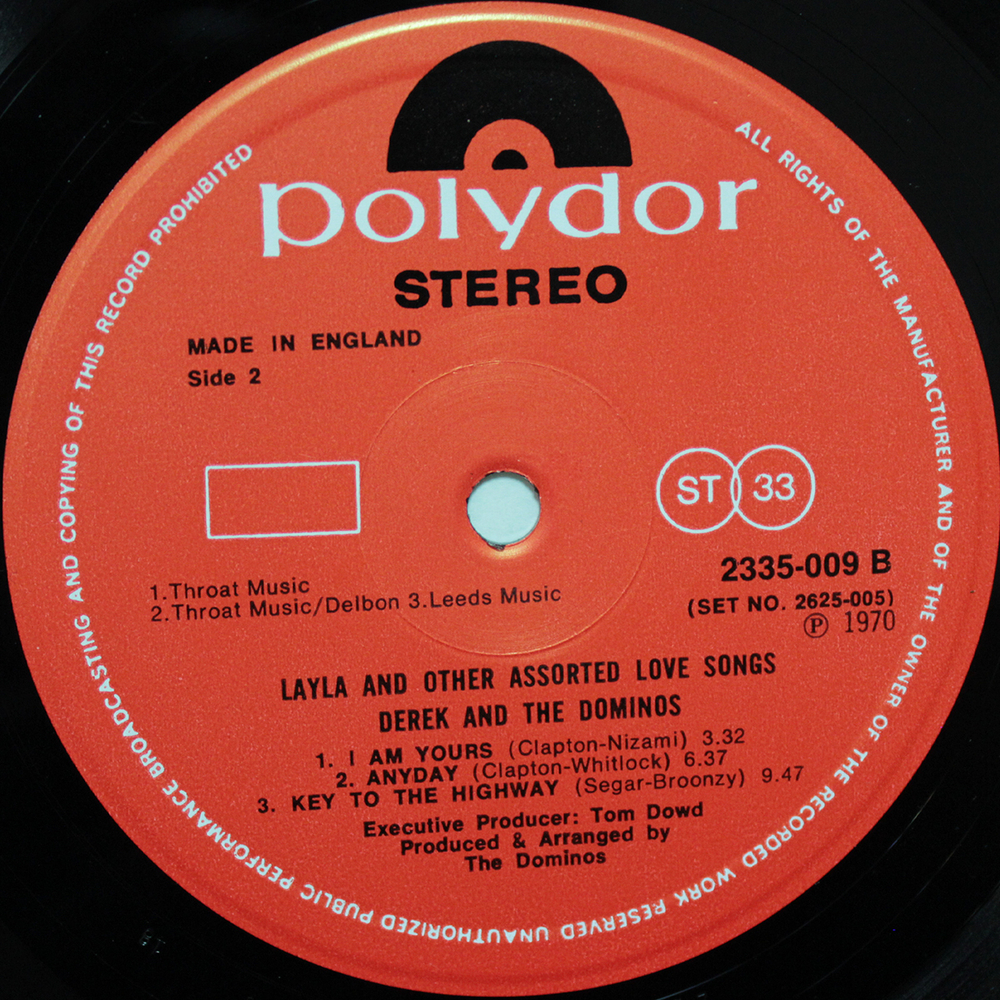 polydor
STEREO
MADE IN ENGLAND
Side 2
ST 33
2335-009 B
(SET NO. 2625-005)
℗ 1970
1.Throat Music
2.Throat Music/Delbon 3.Leeds Music
LAYLA AND OTHER ASSORTED LOVE SONGS
DEREK AND THE DOMINOS
1. I AM YOURS (Clapton-Nizami) 3.32
2. ANYDAY (Clapton-Whitlock) 6.37
3. KEY TO THE HIGHWAY (Segar-Broonzy) 9.47
Executive Producer: Tom Dowd
Produced & Arranged by
The Dominos
ALL RIGHTS OF THE MANUFACTURER AND OF THE OWNER OF THE RECORDED WORK RESERVED UNAUTHORIZED PUBLIC PERFORMANCE BROADCASTING AND COPYING OF THIS RECORD PROHIBITED